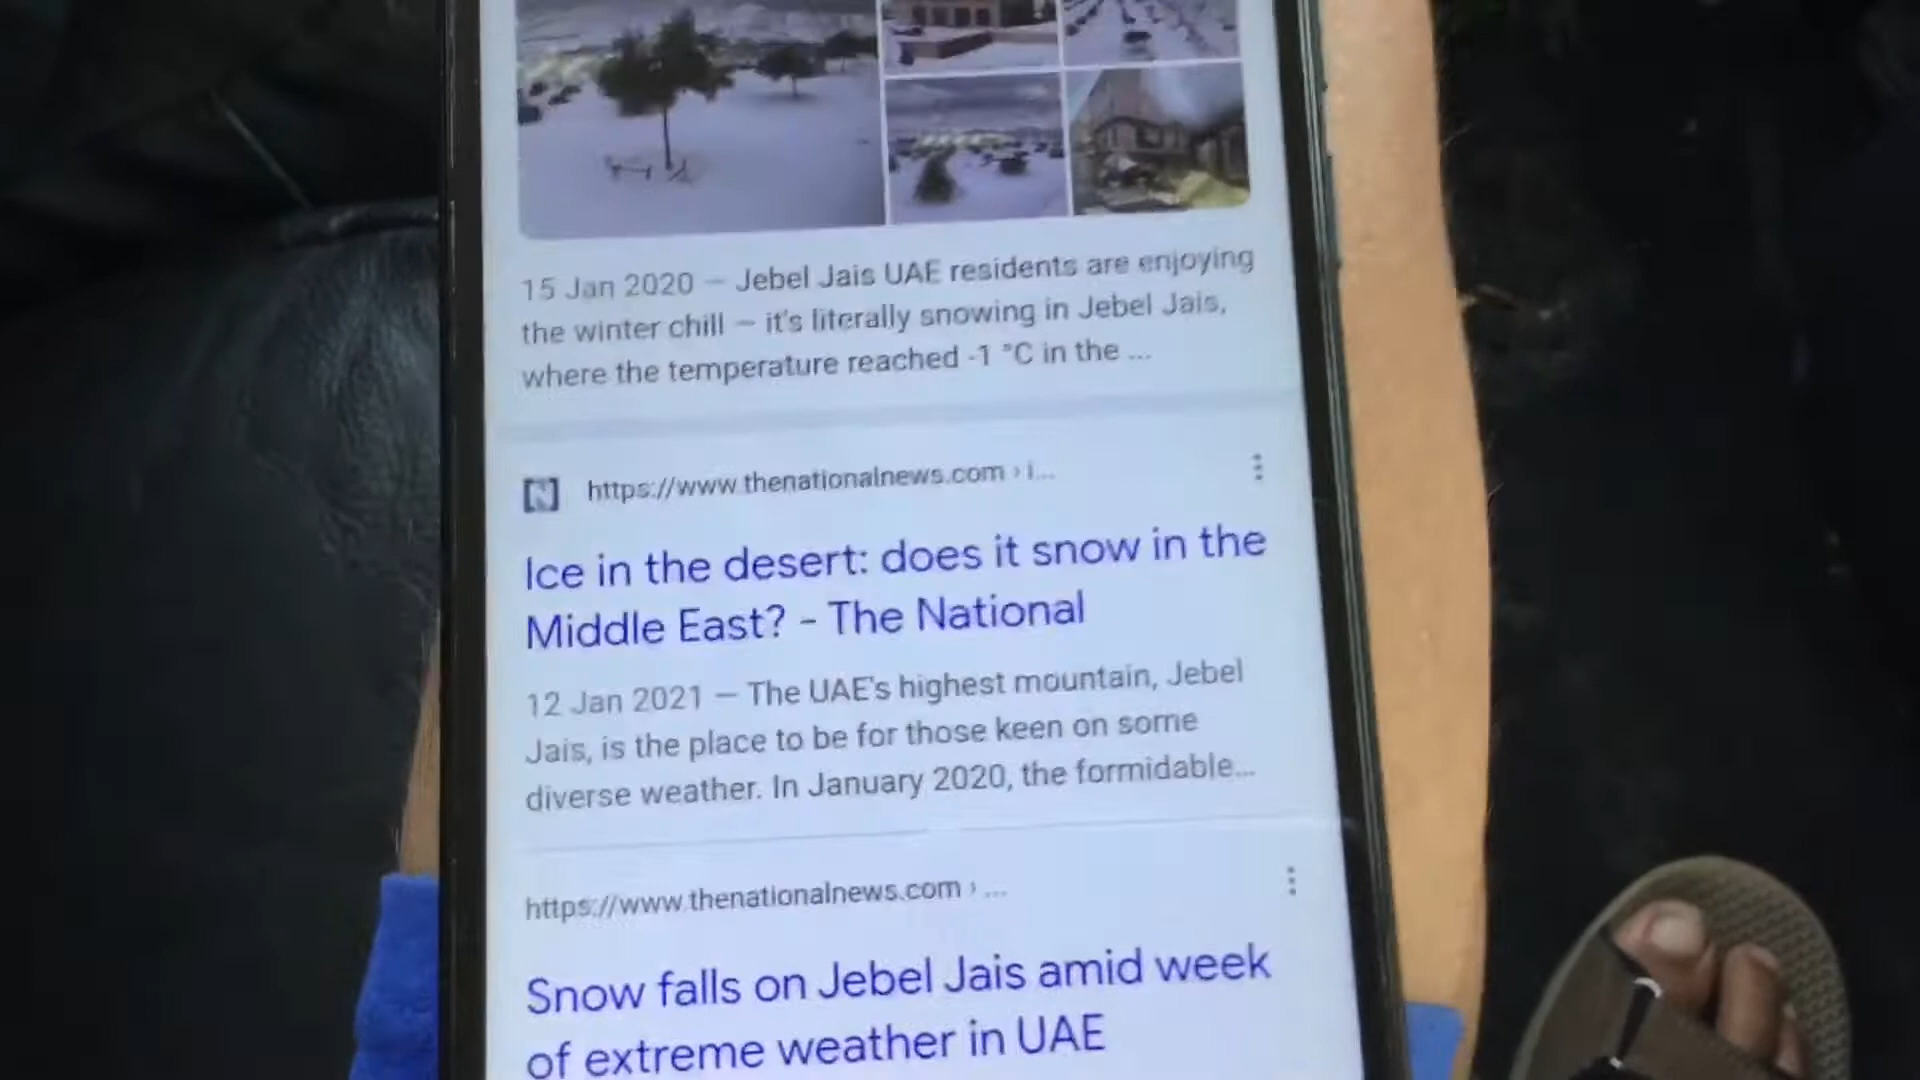 15 Jan 2020 — Jebel Jais UAE residents are enjoying
the winter chill – it's literally snowing in Jebel Jais,
where the temperature reached -1 °C in the ...
N https://www.thenationalnews.com › i...
Ice in the desert: does it snow in the
Middle East? - The National
12 Jan 2021 — The UAE's highest mountain, Jebel
Jais, is the place to be for those keen on some
diverse weather. In January 2020, the formidable...
https://www.thenationalnews.com › ...
Snow falls on Jebel Jais amid week
of extreme weather in UAE